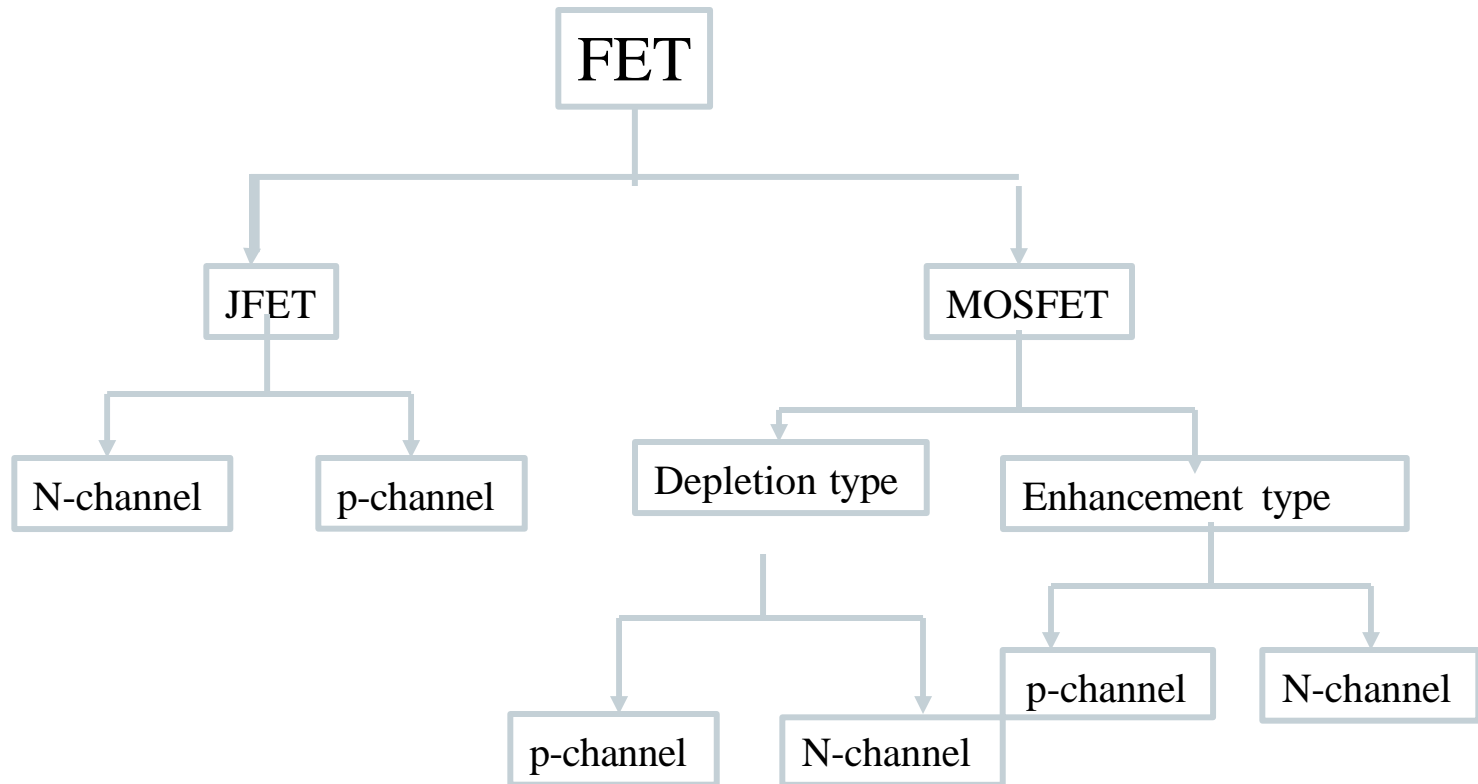 FET
JFET
MOSFET
N-channel
p-channel
Depletion type
Enhancement type
p-channel
N-channel
p-channel
N-channel